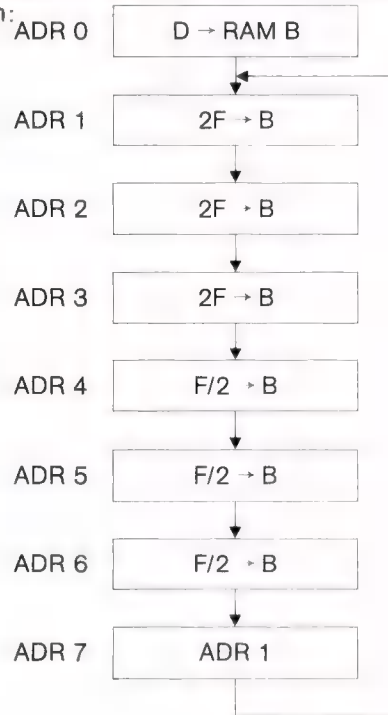 n:
ADR 0 D → RAM B
ADR 1 2F → B
ADR 2 2F → B
ADR 3 2F → B
ADR 4 F/2 → B
ADR 5 F/2 → B
ADR 6 F/2 → B
ADR 7 ADR 1